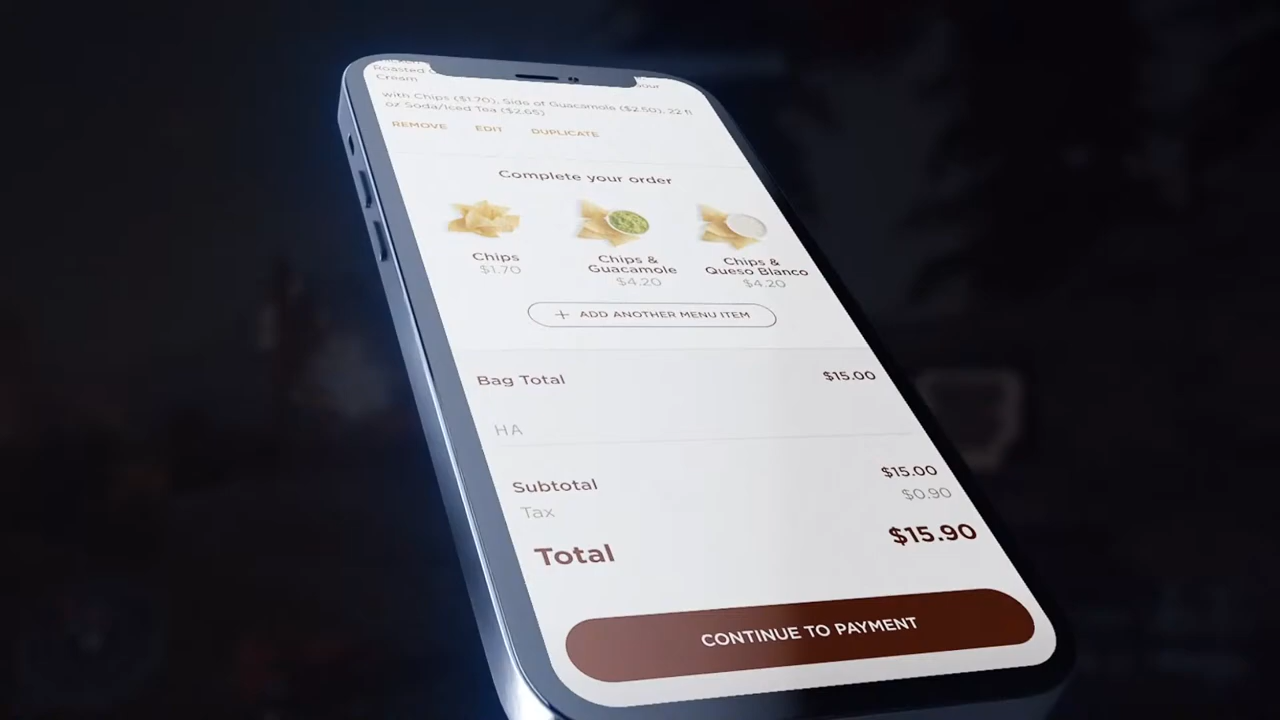 Roasted
Cream
with Chips ($1.70), Side of Guacamole ($2.50), 22 fl
oz Soda/Iced Tea ($2.65)
REMOVE EDIT DUPLICATE
Complete your order
Chips
$1.70
Chips &
Guacamole
$4.20
Chips &
Queso Blanco
$4.20
+ ADD ANOTHER MENU ITEM
Bag Total $15.00
HA
Subtotal $15.00
Tax $0.90
Total $15.90
CONTINUE TO PAYMENT